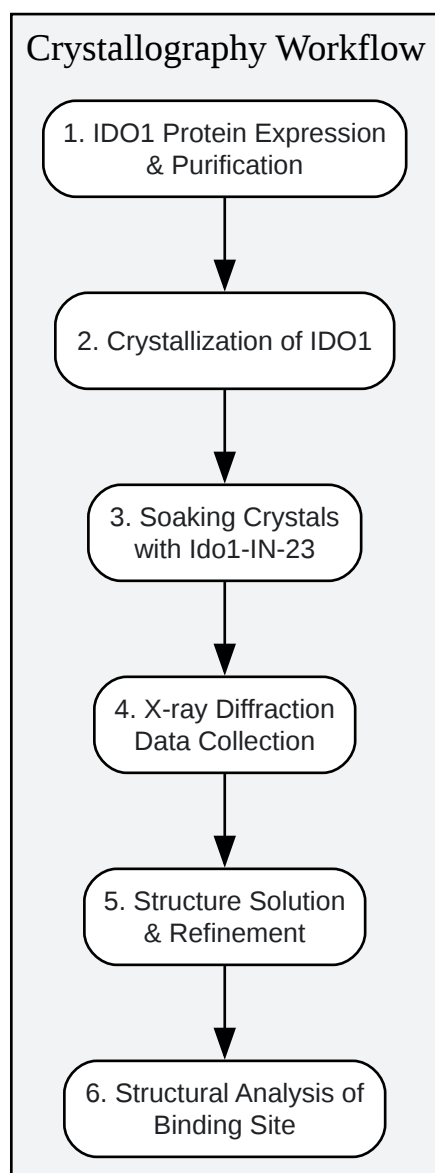 Crystallography Workflow
1. IDO1 Protein Expression
& Purification
2. Crystallization of IDO1
3. Soaking Crystals
with Ido1-IN-23
4. X-ray Diffraction
Data Collection
5. Structure Solution
& Refinement
6. Structural Analysis of
Binding Site